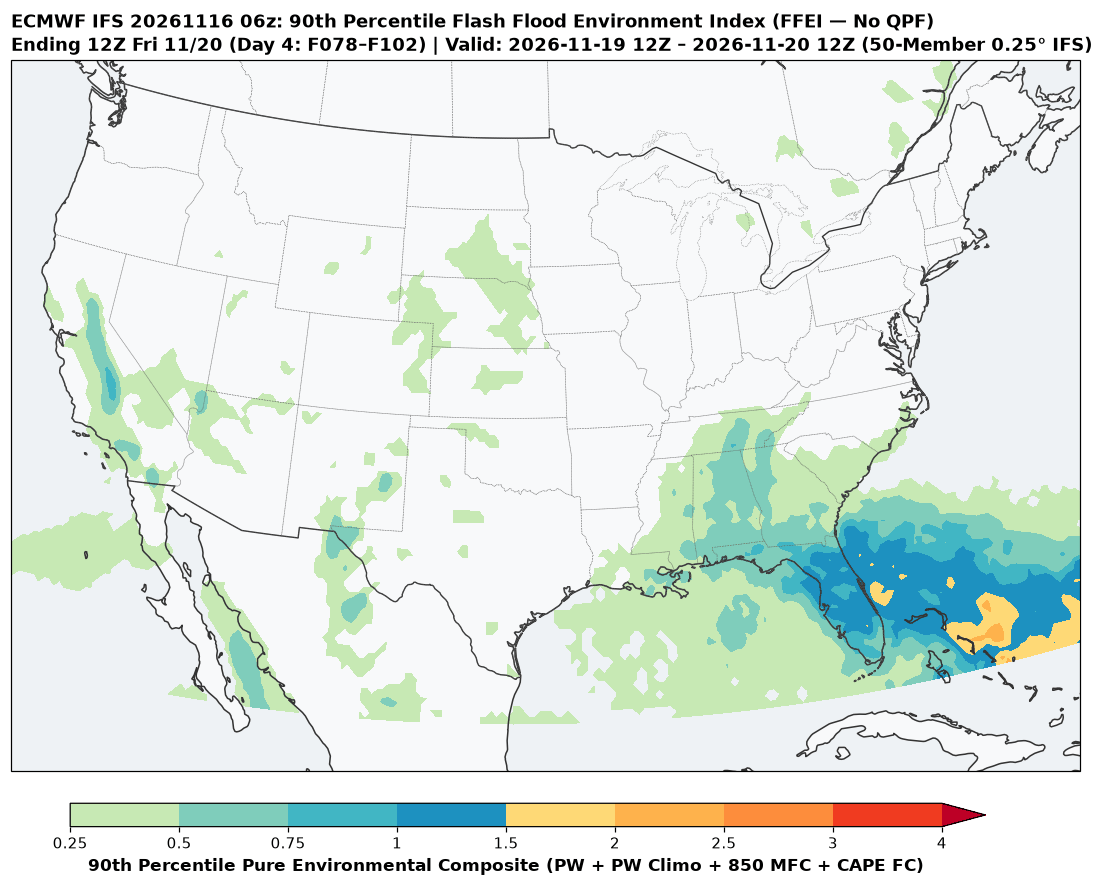 ECMWF IFS 20261116 06z: 90th Percentile Flash Flood Environment Index (FFEI — No QPF)
Ending 12Z Fri 11/20 (Day 4: F078–F102) | Valid: 2026-11-19 12Z – 2026-11-20 12Z (50-Member 0.25° IFS)
0.25 0.5 0.75 1 1.5 2 2.5 3 4
90th Percentile Pure Environmental Composite (PW + PW Climo + 850 MFC + CAPE FC)